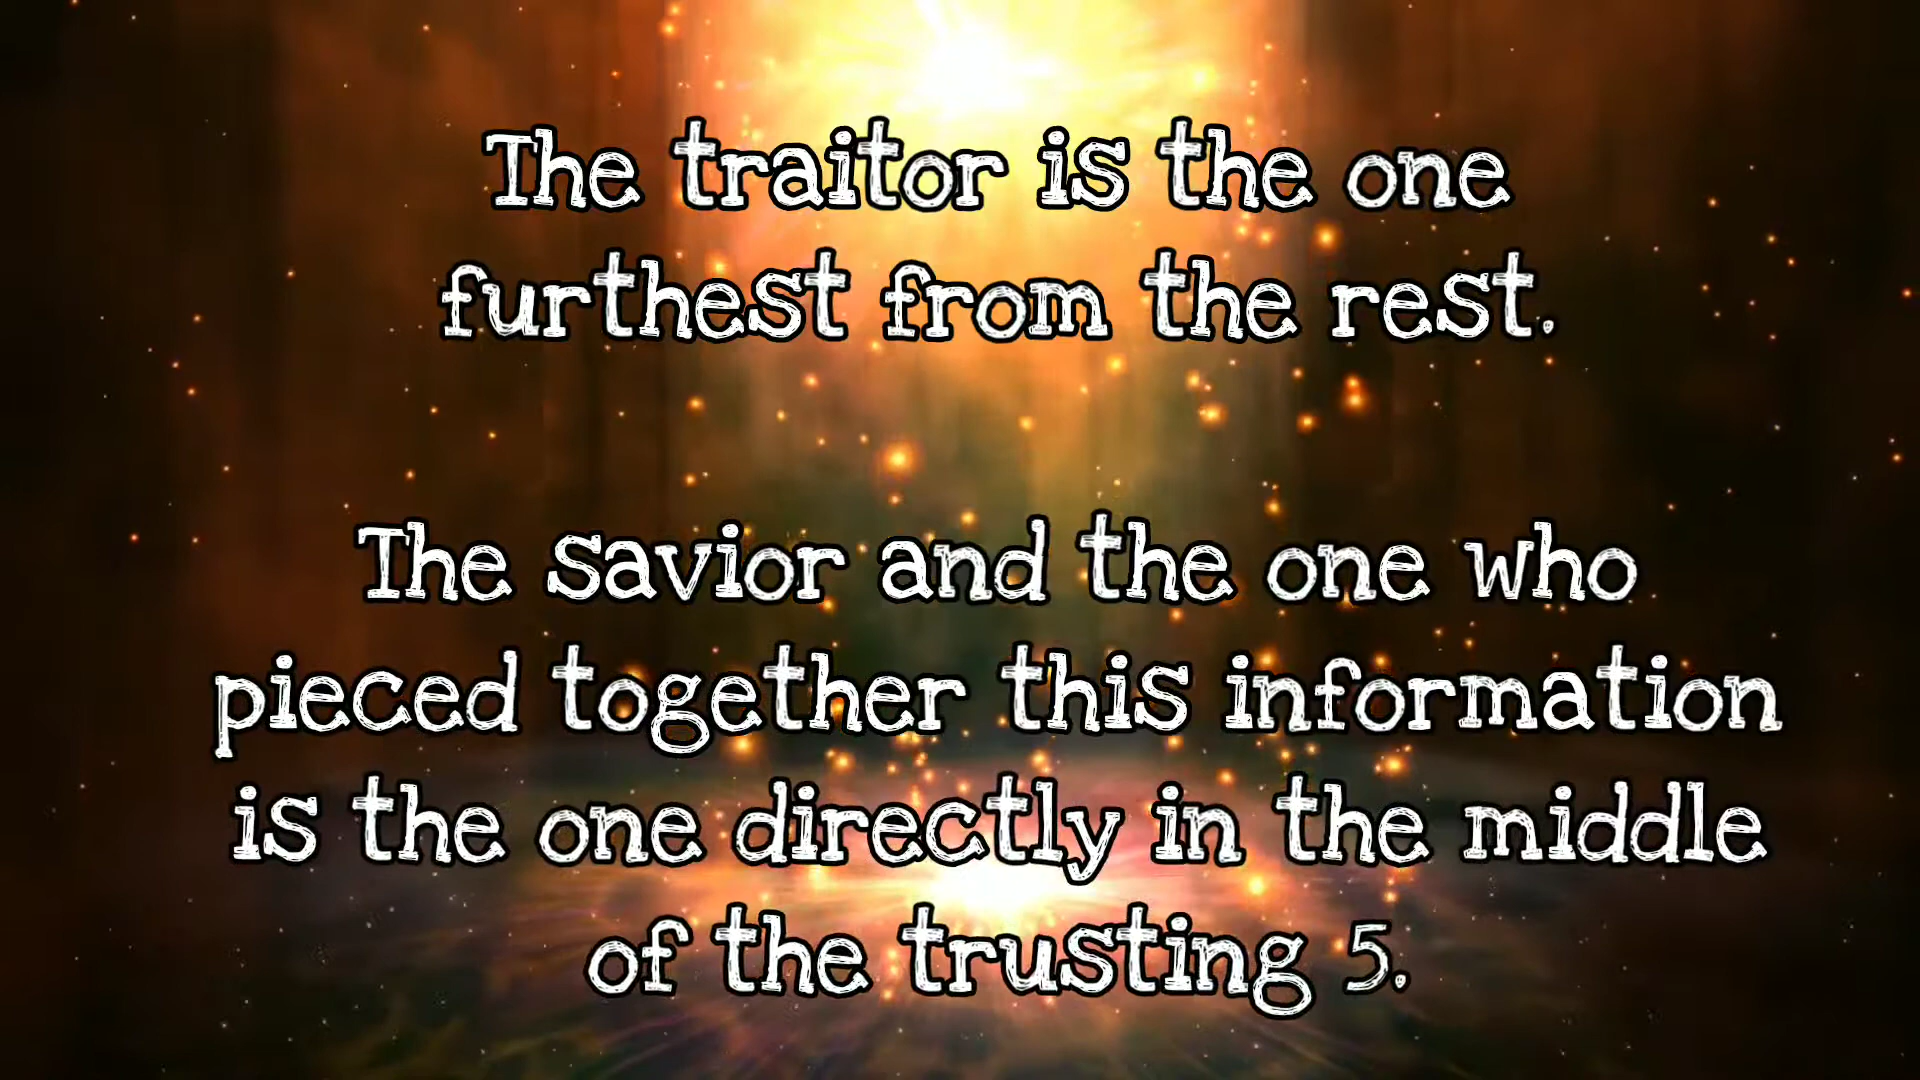 The traitor is the one
furthest from the rest.
The savior and the one who
pieced together this information
is the one directly in the middle
of the trusting 5.